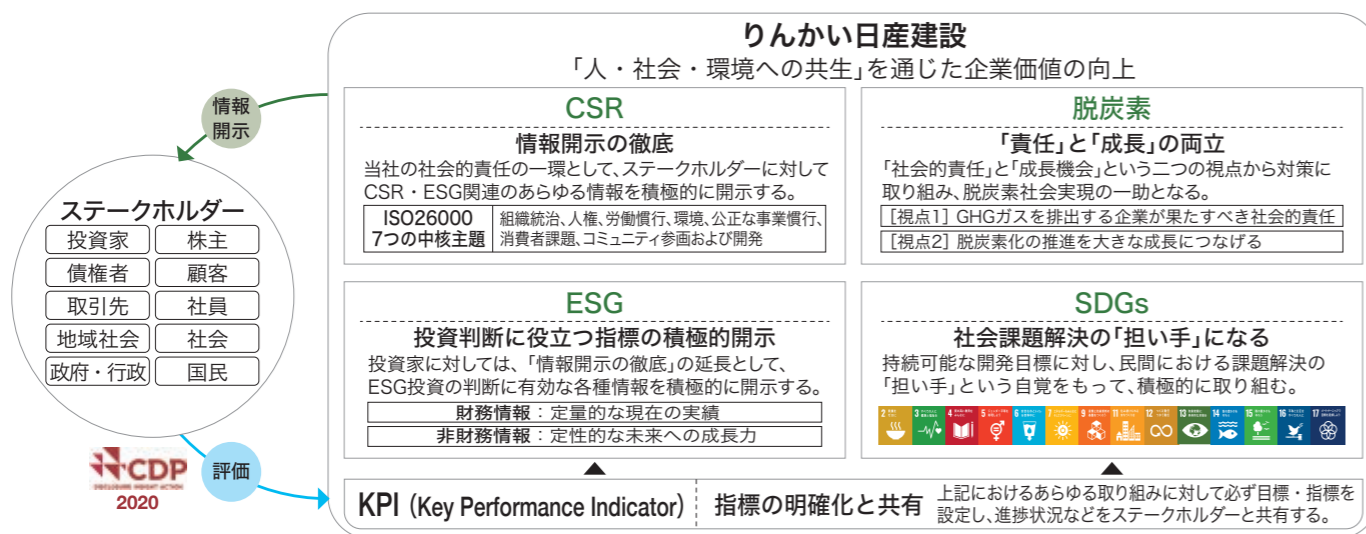 りんかい日産建設
「人・社会・環境への共生」を通じた企業価値の向上
情報
開示
ステークホルダー
投資家
株主
債権者
顧客
取引先
社員
地域社会
社会
政府・行政
国民
CDP
DISCLOSURE INSIGHT ACTION
2020
評価
CSR
情報開示の徹底
当社の社会的責任の一環として、ステークホルダーに対して
CSR・ESG関連のあらゆる情報を積極的に開示する。
ISO26000
7つの中核主題
組織統治、人権、労働慣行、環境、公正な事業慣行、
消費者課題、コミュニティ参画および開発
脱炭素
「責任」と「成長」の両立
「社会的責任」と「成長機会」という二つの視点から対策に
取り組み、脱炭素社会実現の一助となる。
［視点1］GHGガスを排出する企業が果たすべき社会的責任
［視点2］脱炭素化の推進を大きな成長につなげる
ESG
投資判断に役立つ指標の積極的開示
投資家に対しては、「情報開示の徹底」の延長として、
ESG投資の判断に有効な各種情報を積極的に開示する。
財務情報：定量的な現在の実績
非財務情報：定性的な未来への成長力
SDGs
社会課題解決の「担い手」になる
持続可能な開発目標に対し、民間における課題解決の
「担い手」という自覚をもって、積極的に取り組む。
2
3
4
5
6
7
9
11
12
13
14
15
16
17
KPI（Key Performance Indicator）
指標の明確化と共有
上記におけるあらゆる取り組みに対して必ず目標・指標を
設定し、進捗状況などをステークホルダーと共有する。